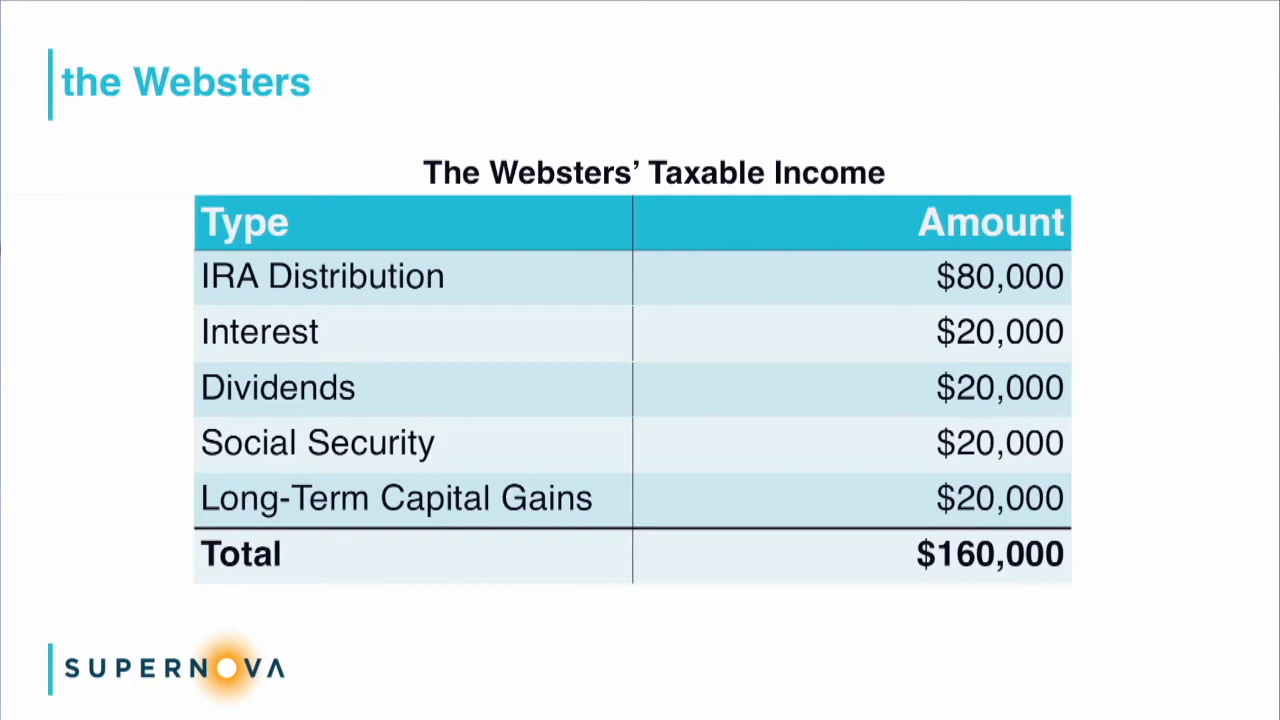 the Websters
The Websters’ Taxable Income
Type Amount
IRA Distribution $80,000
Interest $20,000
Dividends $20,000
Social Security $20,000
Long-Term Capital Gains $20,000
Total $160,000
SUPERNOVA